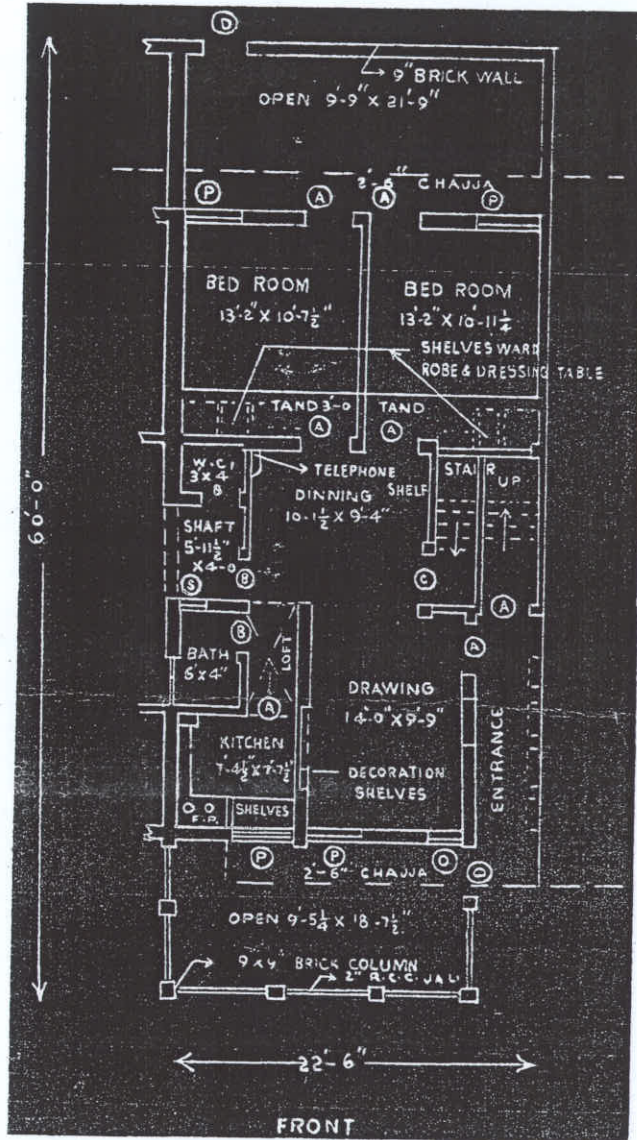 D
9" BRICK WALL
OPEN 9'-9" X 21'-9"
2'-6" CHAJJA
P A A P
BED ROOM
13'-2" X 10'-7½"
BED ROOM
13'-2" X 10'-11¼"
SHELVES WARD
ROBE & DRESSING TABLE
TAND 3'-0 TAND
A A
W.C.
3' X 4'
B
TELEPHONE
SHELF
DINNING
10-1½" X 9'-4"
STAIR UP
SHAFT
5'-11½"
X 4-0
S B
C
A
B
BATH
6' X 4"
LOFT
A
A
DRAWING
14'-0" X 9'-9"
ENTRANCE
KITCHEN
7'-4½" X 7'-7½"
DECORATION
SHELVES
F.P.
SHELVES
P P O D
2'-6" CHAJJA
OPEN 9'-5¼ X 18'-7½"
9 X 9" BRICK COLUMN
2" R.C.C. JALI
60'-0"
22'-6"
FRONT